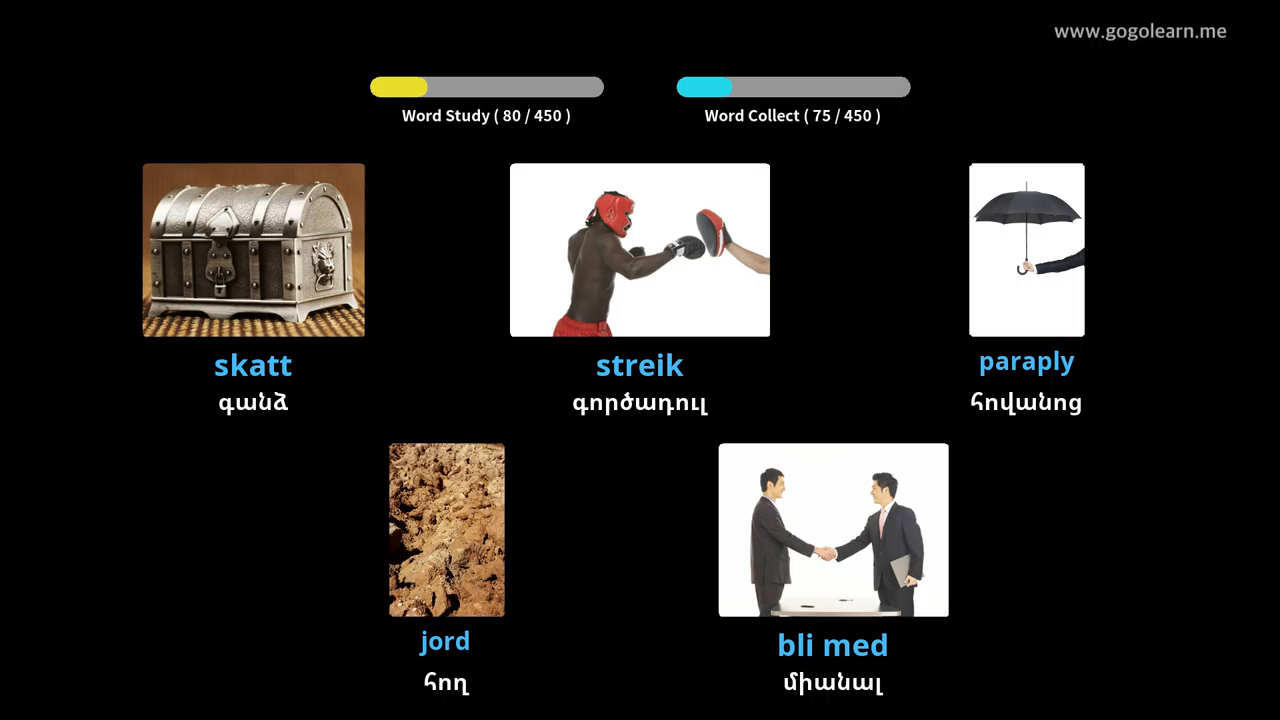 www.gogolearn.me
Word Study ( 80 / 450 )
Word Collect ( 75 / 450 )
skatt
streik
paraply
գանձ
գործադուլ
հովանոց
jord
bli med
հող
միանալ